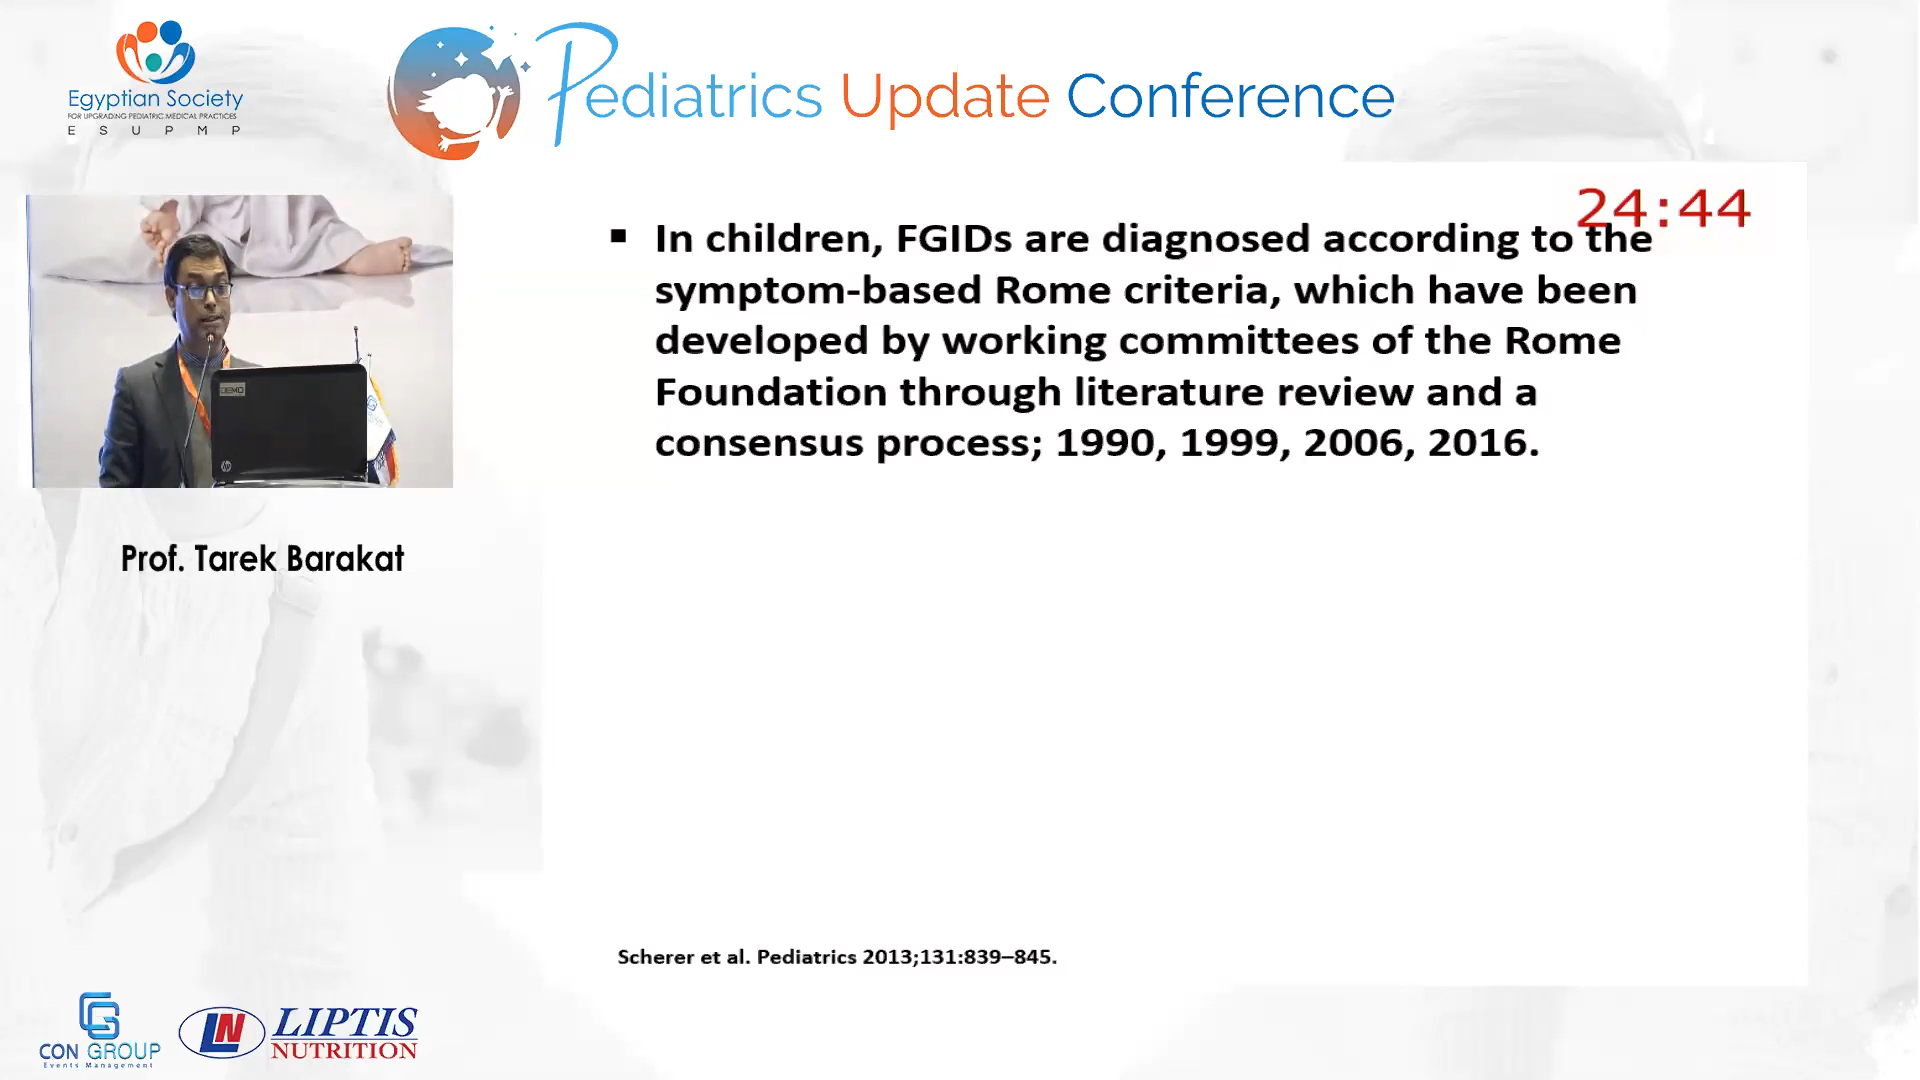 Egyptian Society
FOR UPGRADING PEDIATRIC MEDICAL PRACTICES
E S U P M P
Pediatrics Update Conference
24:44
▪ In children, FGIDs are diagnosed according to the
symptom-based Rome criteria, which have been
developed by working committees of the Rome
Foundation through literature review and a
consensus process; 1990, 1999, 2006, 2016.
Prof. Tarek Barakat
Scherer et al. Pediatrics 2013;131:839–845.
CON GROUP
Events Management
LN LIPTIS
NUTRITION